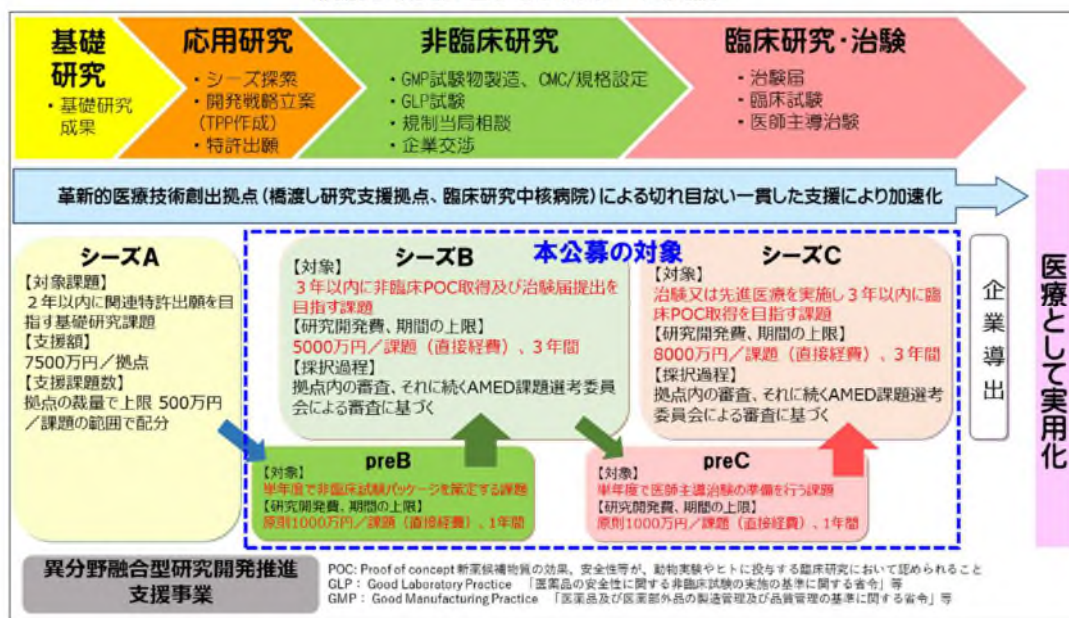 基礎
研究
・基礎研究
成果
応用研究
・シーズ探索
・開発戦略立案
(TPP作成)
・特許出願
非臨床研究
・GMP試験物製造、CMC/規格設定
・GLP試験
・規制当局相談
・企業交渉
臨床研究・治験
・治験届
・臨床試験
・医師主導治験
革新的医療技術創出拠点(橋渡し研究支援拠点、臨床研究中核病院)による切れ目ない一貫した支援により加速化
本公募の対象
シーズA
【対象課題】
２年以内に関連特許出願を目
指す基礎研究課題
【支援額】
7500万円／拠点
【支援課題数】
拠点の裁量で上限 500万円
／課題の範囲で配分
シーズB
【対象】
３年以内に非臨床POC取得及び治験届提出を
目指す課題
【研究開発費、期間の上限】
5000万円／課題（直接経費）、３年間
【採択過程】
拠点内の審査、それに続くAMED課題選考委員
会による審査に基づく
シーズC
【対象】
治験又は先進医療を実施し３年以内に臨
床POC取得を目指す課題
【研究開発費、期間の上限】
8000万円／課題（直接経費）、３年間
【採択過程】
拠点内の審査、それに続くAMED課題選考
委員会による審査に基づく
preB
【対象】
単年度で非臨床試験パッケージを策定する課題
【研究開発費、期間の上限】
原則1000万円／課題（直接経費）、1年間
preC
【対象】
単年度で医師主導治験の準備を行う課題
【研究開発費、期間の上限】
原則1000万円／課題（直接経費）、1年間
企業導出
医療として実用化
異分野融合型研究開発推進
支援事業
POC: Proof of concept 新薬候補物質の効果、安全性等が、動物実験やヒトに投与する臨床研究において認められること
GLP： Good Laboratory Practice 「医薬品の安全性に関する非臨床試験の実施の基準に関する省令」等
GMP： Good Manufacturing Practice 「医薬品及び医薬部外品の製造管理及び品質管理の基準に関する省令」等